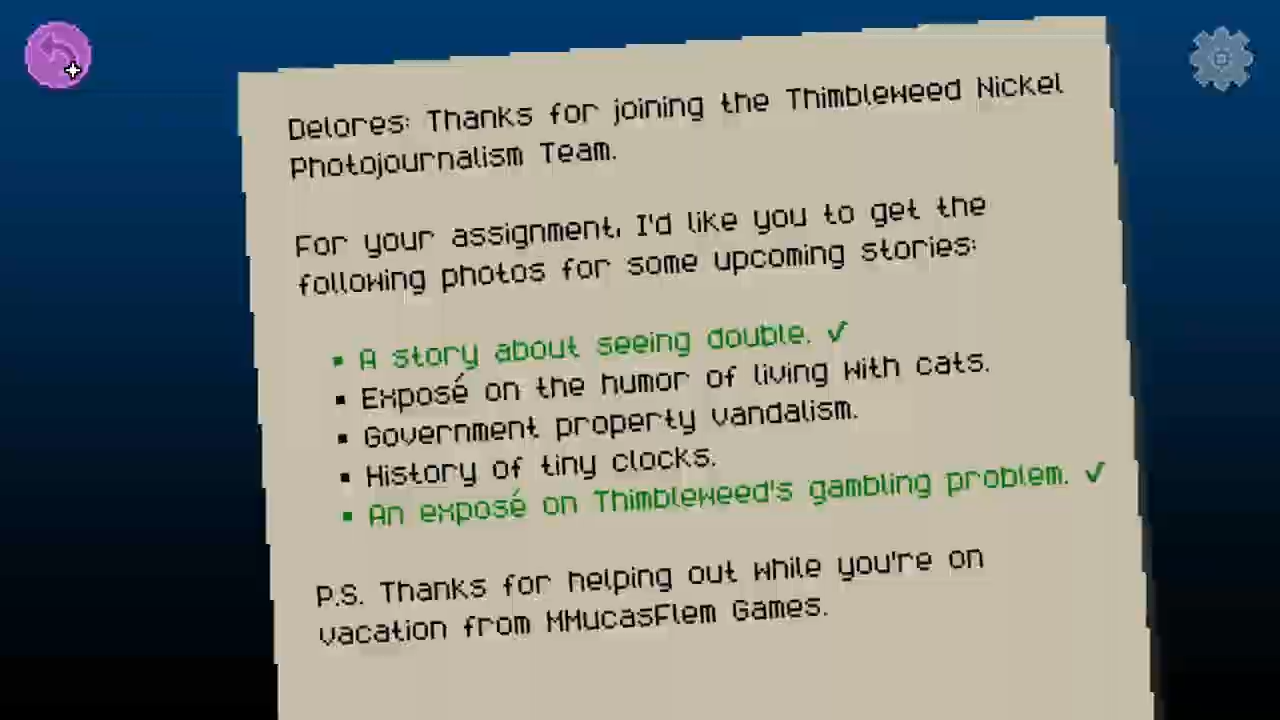 Delores: Thanks for joining the Thimbleweed Nickel
Photojournalism Team.
For your assignment, I'd like you to get the
following photos for some upcoming stories:
▪ A story about seeing double. ✓
▪ Exposé on the humor of living with cats.
▪ Government property vandalism.
▪ History of tiny clocks.
▪ An exposé on Thimbleweed's gambling problem. ✓
P.S. Thanks for helping out while you're on
vacation from MMucasFlem Games.